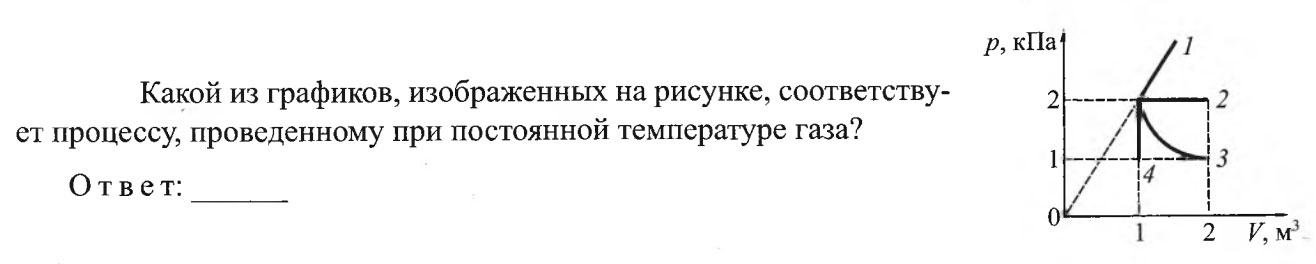 Какой из графиков, изображенных на рисунке, соответству-
ет процессу, проведенному при постоянной температуре газа?
Ответ: ______
p, кПа
1
2
2
1
3
4
0
1
2
V, м³